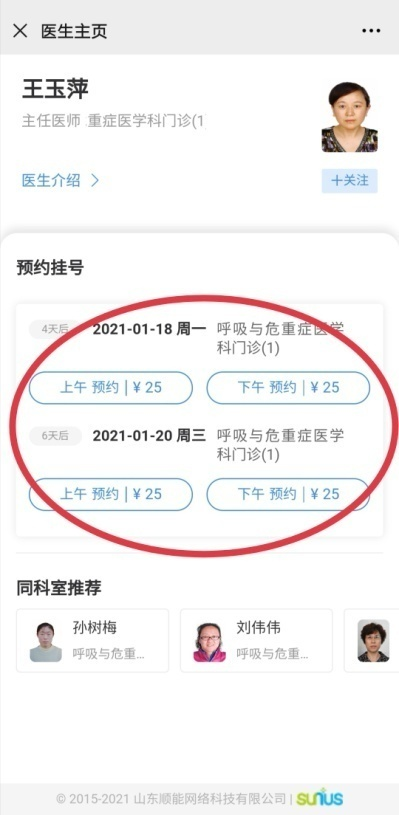 医生主页
王玉萍
主任医师 重症医学科门诊(1
医生介绍
十关注
预约挂号
4天后 2021-01-18 周一 呼吸与危重症医学
科门诊(1)
上午 预约 | ¥ 25 下午 预约 | ¥ 25
6天后 2021-01-20 周三 呼吸与危重症医学
科门诊(1)
上午 预约 | ¥ 25 下午 预约 | ¥ 25
同科室推荐
孙树梅 刘伟伟
呼吸与危重... 呼吸与危重...
© 2015-2021 山东顺能网络科技有限公司 | sunus